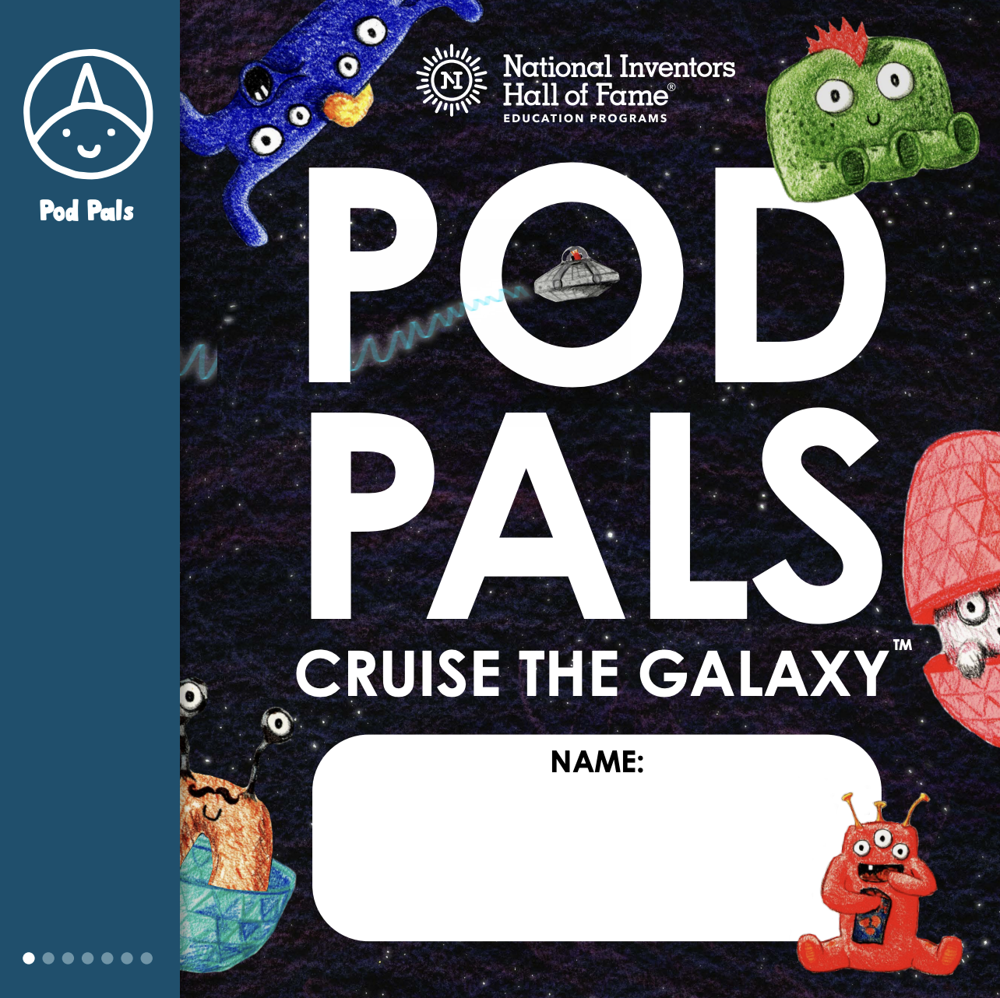 Pod Pals
N
National Inventors
Hall of Fame®
EDUCATION PROGRAMS
POD
PALS
CRUISE THE GALAXY™
NAME: